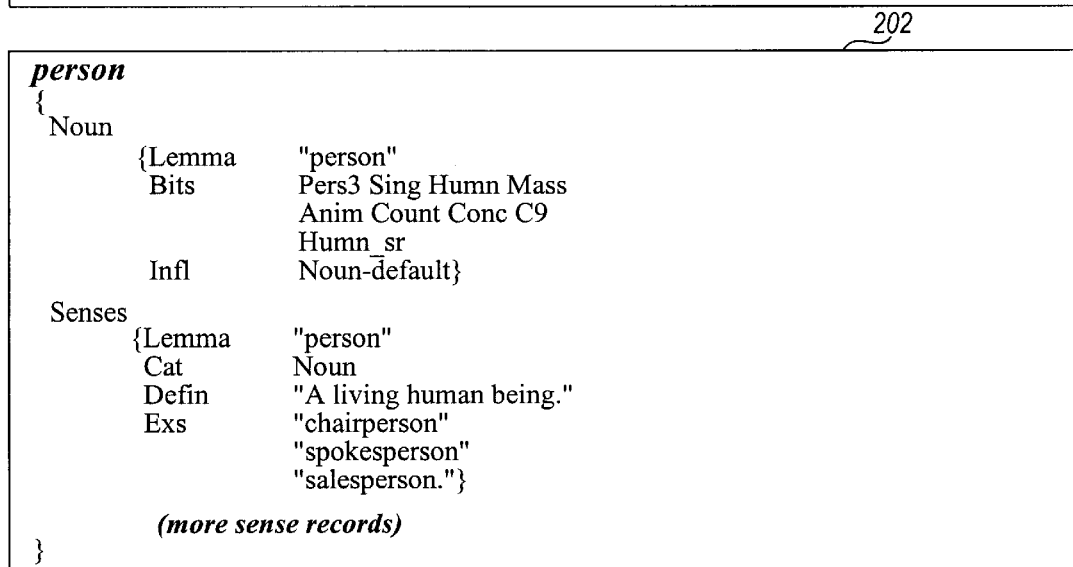 202
person
{
Noun
{Lemma "person"
Bits Pers3 Sing Humn Mass
Anim Count Conc C9
Humn_sr
Infl Noun-default}
Senses
{Lemma "person"
Cat Noun
Defin "A living human being."
Exs "chairperson"
"spokesperson"
"salesperson."}
(more sense records)
}